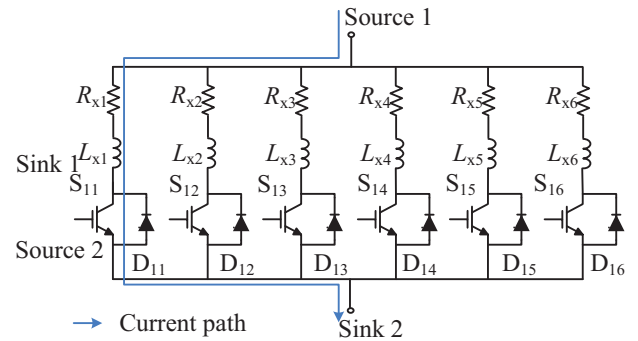 Source 1
Rx1 Rx2 Rx3 Rx4 Rx5 Rx6
Sink 1 Lx1 Lx2 Lx3 Lx4 Lx5 Lx6
S11 S12 S13 S14 S15 S16
Source 2
D11 D12 D13 D14 D15 D16
Current path
Sink 2